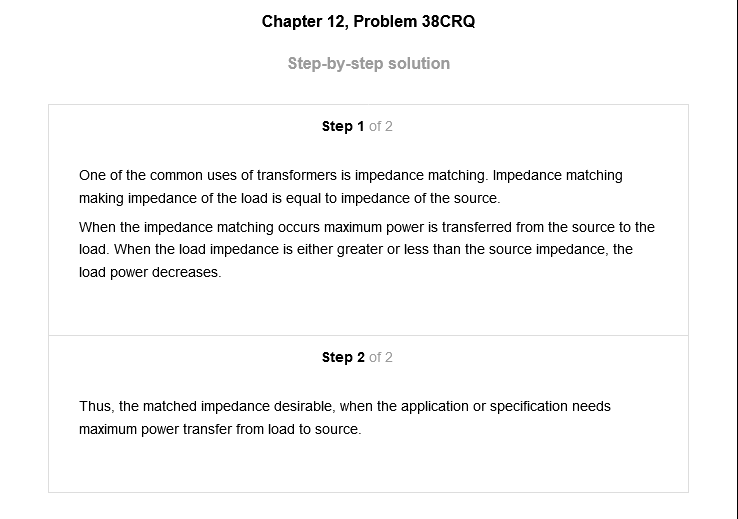 Chapter 12, Problem 38CRQ
Step-by-step solution
Step 1 of 2
One of the common uses of transformers is impedance matching. Impedance matching
making impedance of the load is equal to impedance of the source.
When the impedance matching occurs maximum power is transferred from the source to the
load. When the load impedance is either greater or less than the source impedance, the
load power decreases.
Step 2 of 2
Thus, the matched impedance desirable, when the application or specification needs
maximum power transfer from load to source.